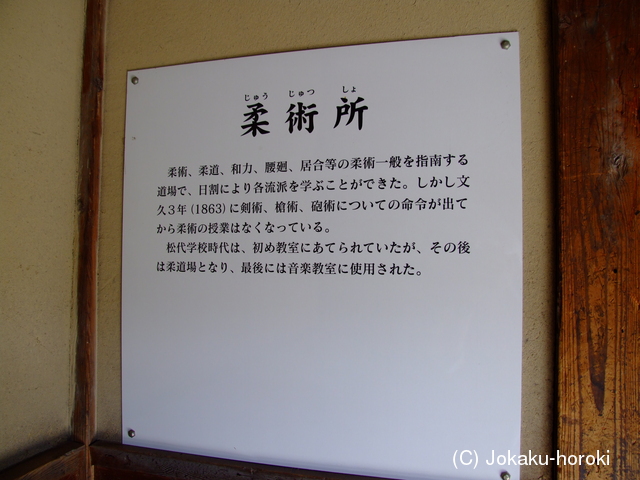 じゅう じゅつ しょ
柔術所
柔術、柔道、和力、腰廻、居合等の柔術一般を指南する
道場で、日割により各流派を学ぶことができた。しかし文
久３年（1863）に剣術、槍術、砲術についての命令が出て
から柔術の授業はなくなっている。
松代学校時代は、初め教室にあてられていたが、その後
は柔道場となり、最後には音楽教室に使用された。
(C) Jokaku-horoki